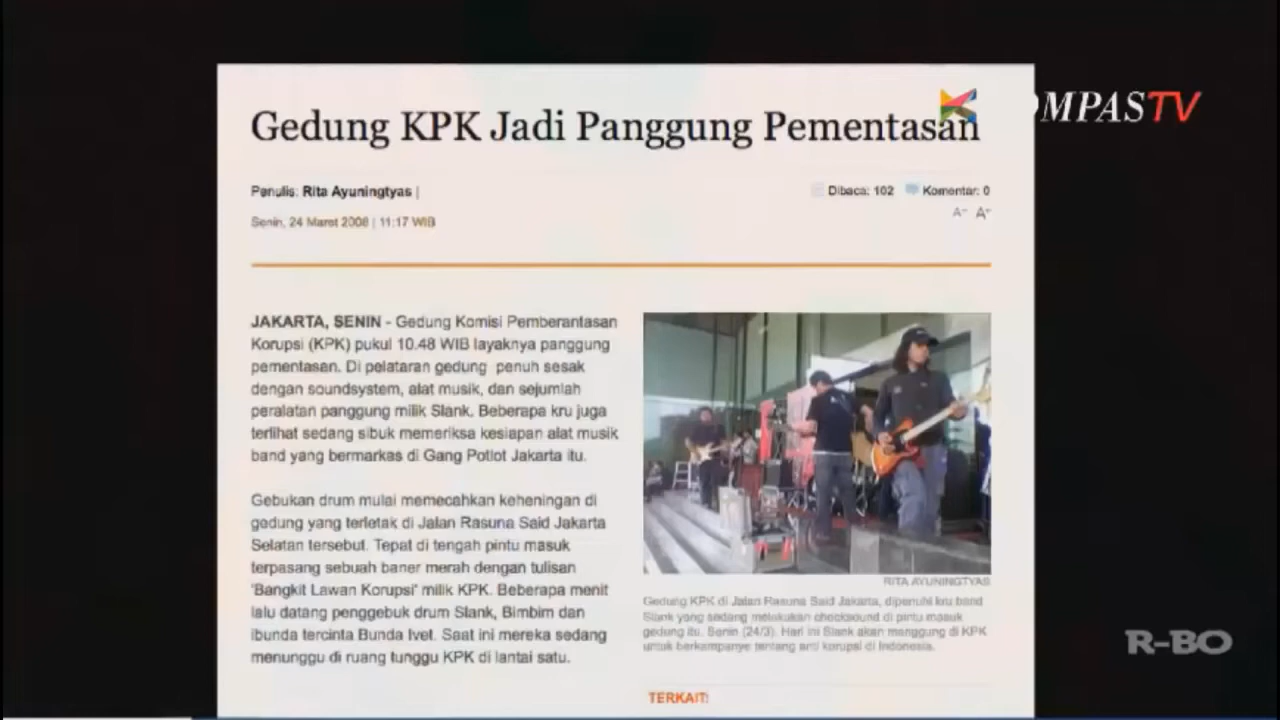 OMPASTV
Gedung KPK Jadi Panggung Pementasan
Penulis: Rita Ayuningtyas |
Dibaca: 102
Komentar: 0
Senin, 24 Maret 2008 | 11:17 WIB
A- A+
JAKARTA, SENIN - Gedung Komisi Pemberantasan
Korupsi (KPK) pukul 10.48 WIB layaknya panggung
pementasan. Di pelataran gedung penuh sesak
dengan soundsystem, alat musik, dan sejumlah
peralatan panggung milik Slank. Beberapa kru juga
terlihat sedang sibuk memeriksa kesiapan alat musik
band yang bermarkas di Gang Potlot Jakarta itu.
Gebukan drum mulai memecahkan keheningan di
gedung yang terletak di Jalan Rasuna Said Jakarta
Selatan tersebut. Tepat di tengah pintu masuk
terpasang sebuah baner merah dengan tulisan
'Bangkit Lawan Korupsi' milik KPK. Beberapa menit
lalu datang penggebuk drum Slank, Bimbim dan
ibunda tercinta Bunda Ivet. Saat ini mereka sedang
menunggu di ruang tunggu KPK di lantai satu.
RITA AYUNINGTYAS
Gedung KPK di Jalan Rasuna Said Jakarta, dipenuhi kru band
Slank yang sedang melakukan checksound di pintu masuk
gedung itu, Senin (24/3). Hari ini Slank akan manggung di KPK
untuk berkampanye tentang anti korupsi di Indonesia.
TERKAIT:
R-BO